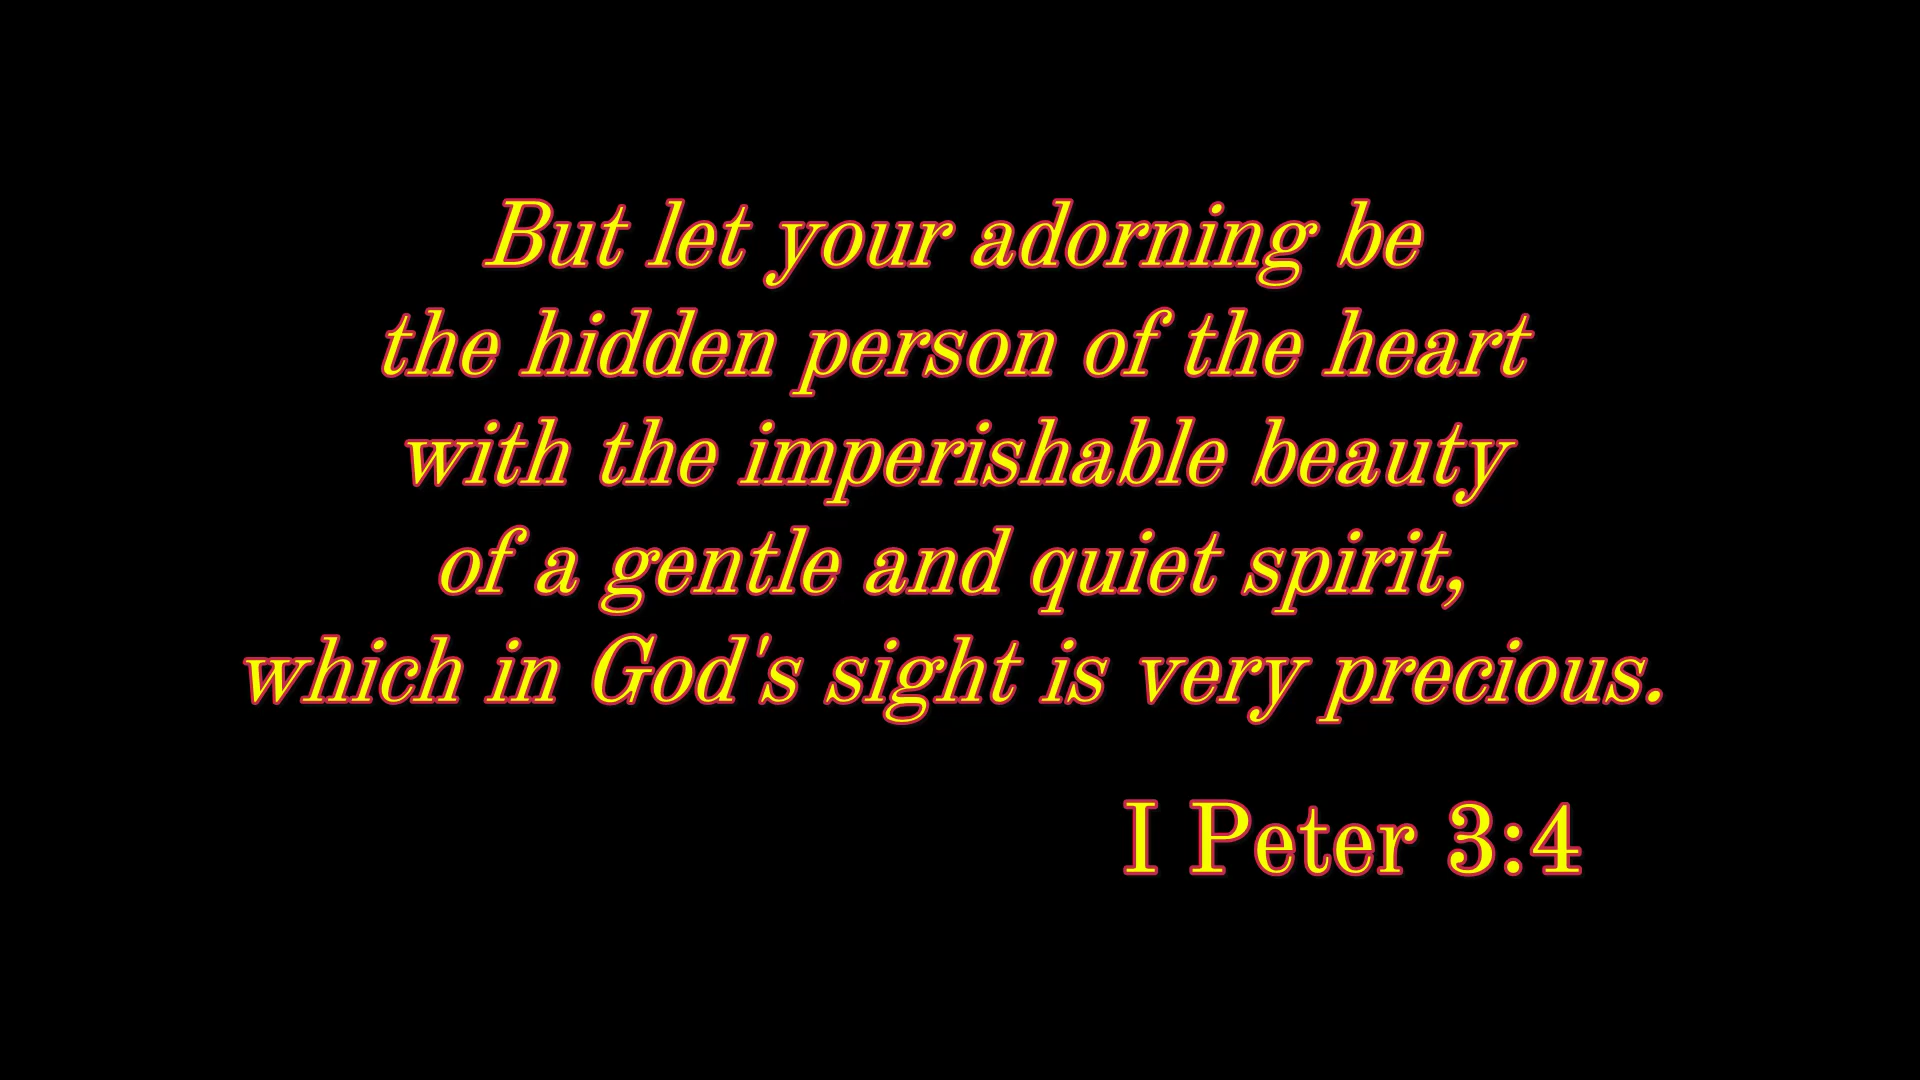 But let your adorning be
the hidden person of the heart
with the imperishable beauty
of a gentle and quiet spirit,
which in God's sight is very precious.
I Peter 3:4